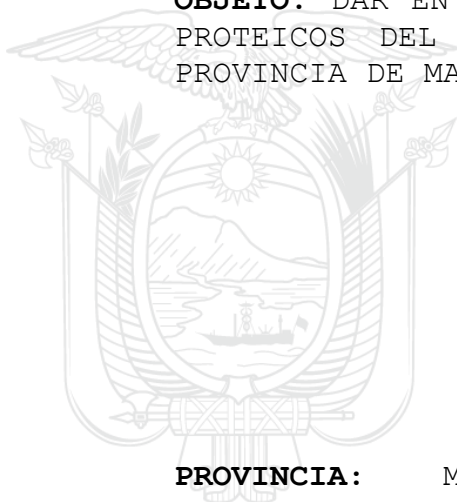 OBJETO: DAR EN
PROTEICOS DEL
PROVINCIA DE MA
PROVINCIA: M